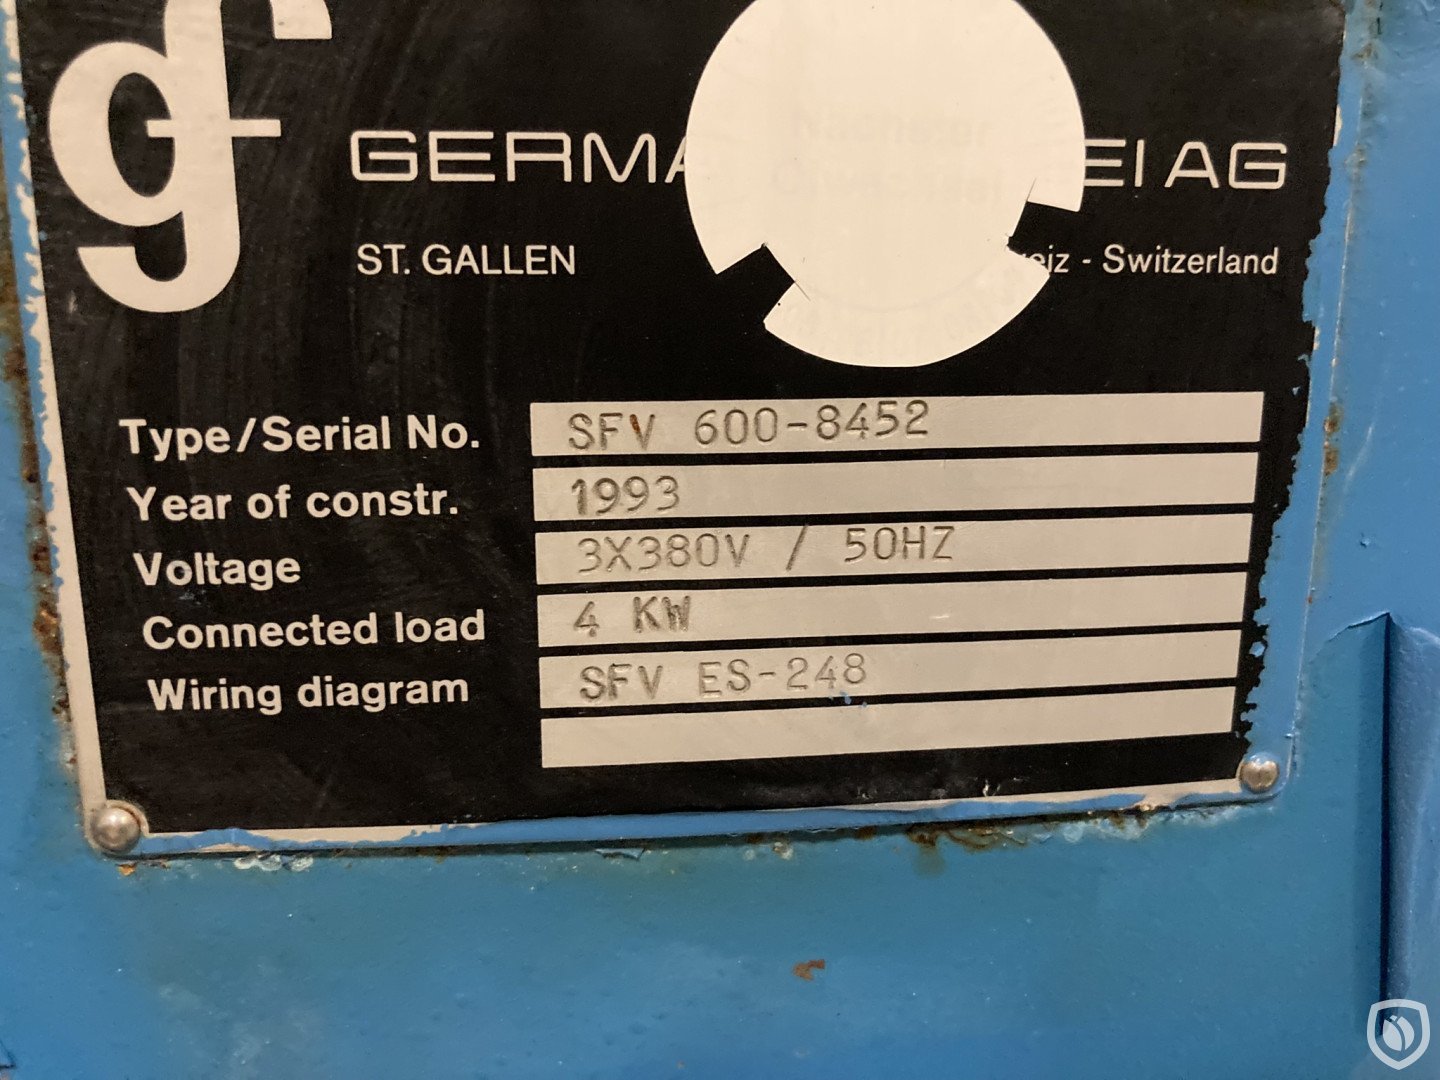 gf
GERMA EI AG
ST. GALLEN eiz - Switzerland
Type/Serial No. SFV 600-8452
Year of constr. 1993
Voltage 3X380V / 50HZ
Connected load 4 KW
Wiring diagram SFV ES-248